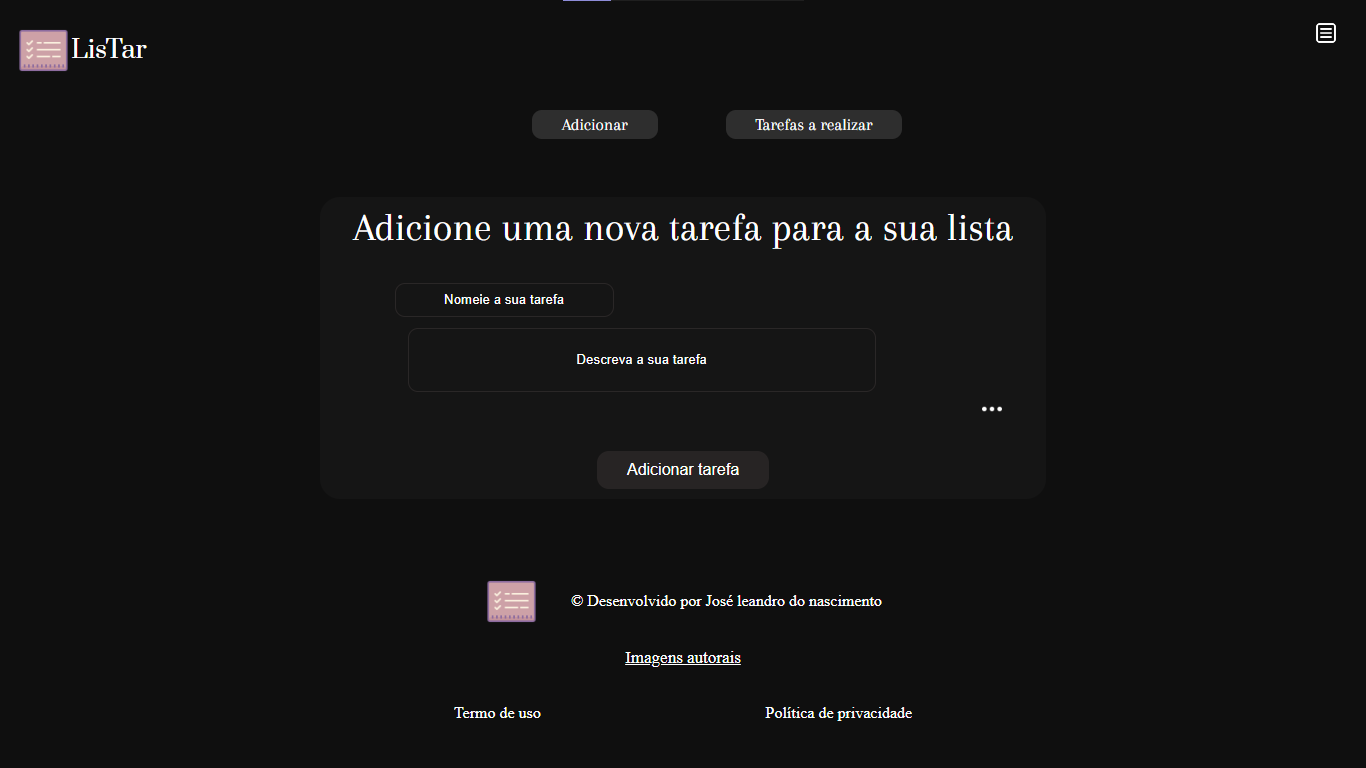 LisTar
Adicionar
Tarefas a realizar
Adicione uma nova tarefa para a sua lista
Nomeie a sua tarefa
Descreva a sua tarefa
Adicionar tarefa
© Desenvolvido por José leandro do nascimento
Imagens autorais
Termo de uso
Política de privacidade